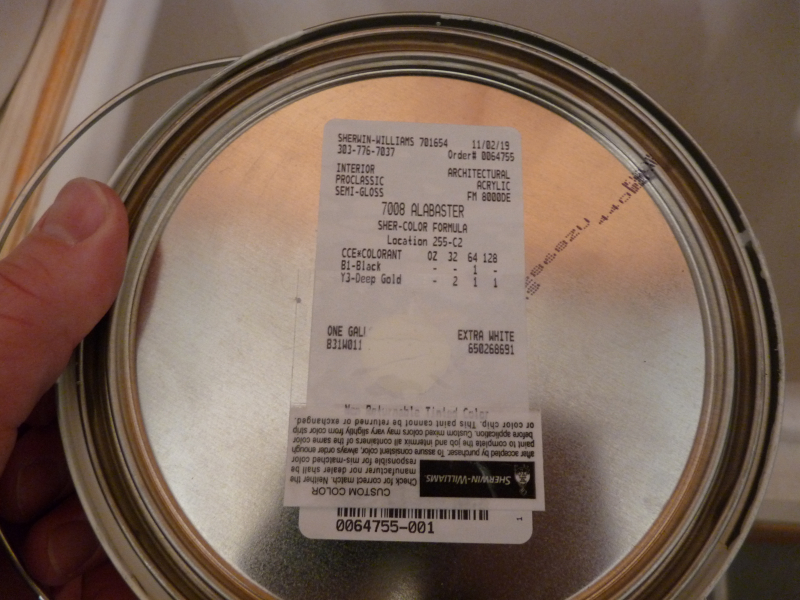 SHERWIN-WILLIAMS 701654 11/02/19
303-776-7037 Order# 0064755
INTERIOR ARCHITECTURAL
PROCLASSIC ACRYLIC
SEMI-GLOSS FM 8000DE
7008 ALABASTER
SHER-COLOR FORMULA
Location 255-C2
CCE*COLORANT OZ 32 64 128
B1-Black - - 1 -
Y3-Deep Gold - 2 1 1
ONE GAL EXTRA WHITE
B31W011 650268691
Tinted Color
CUSTOM COLOR
Check for correct match. Neither the
manufacturer nor dealer shall be
responsible for mis-matched color
after accepted by purchaser. To assure consistent color, always order enough
paint to complete the job and intermix all containers of the same color
before application. Custom mixed colors may vary slightly from color strip
or color chip. This paint cannot be returned or exchanged.
SHERWIN-WILLIAMS.
0064755-001
1